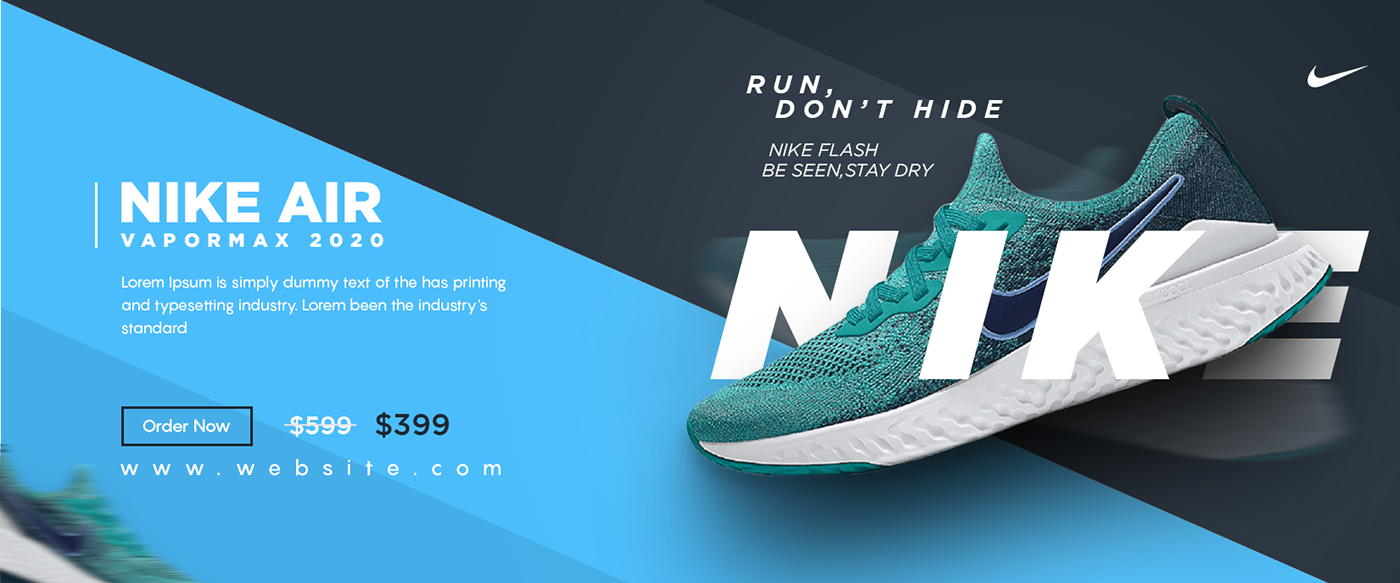 RUN,
DON'T HIDE
NIKE FLASH
BE SEEN,STAY DRY
NIKE
NIKE AIR
VAPORMAX 2020
Lorem Ipsum is simply dummy text of the has printing
and typesetting industry. Lorem been the industry's
standard
Order Now
$599 $399
www.website.com